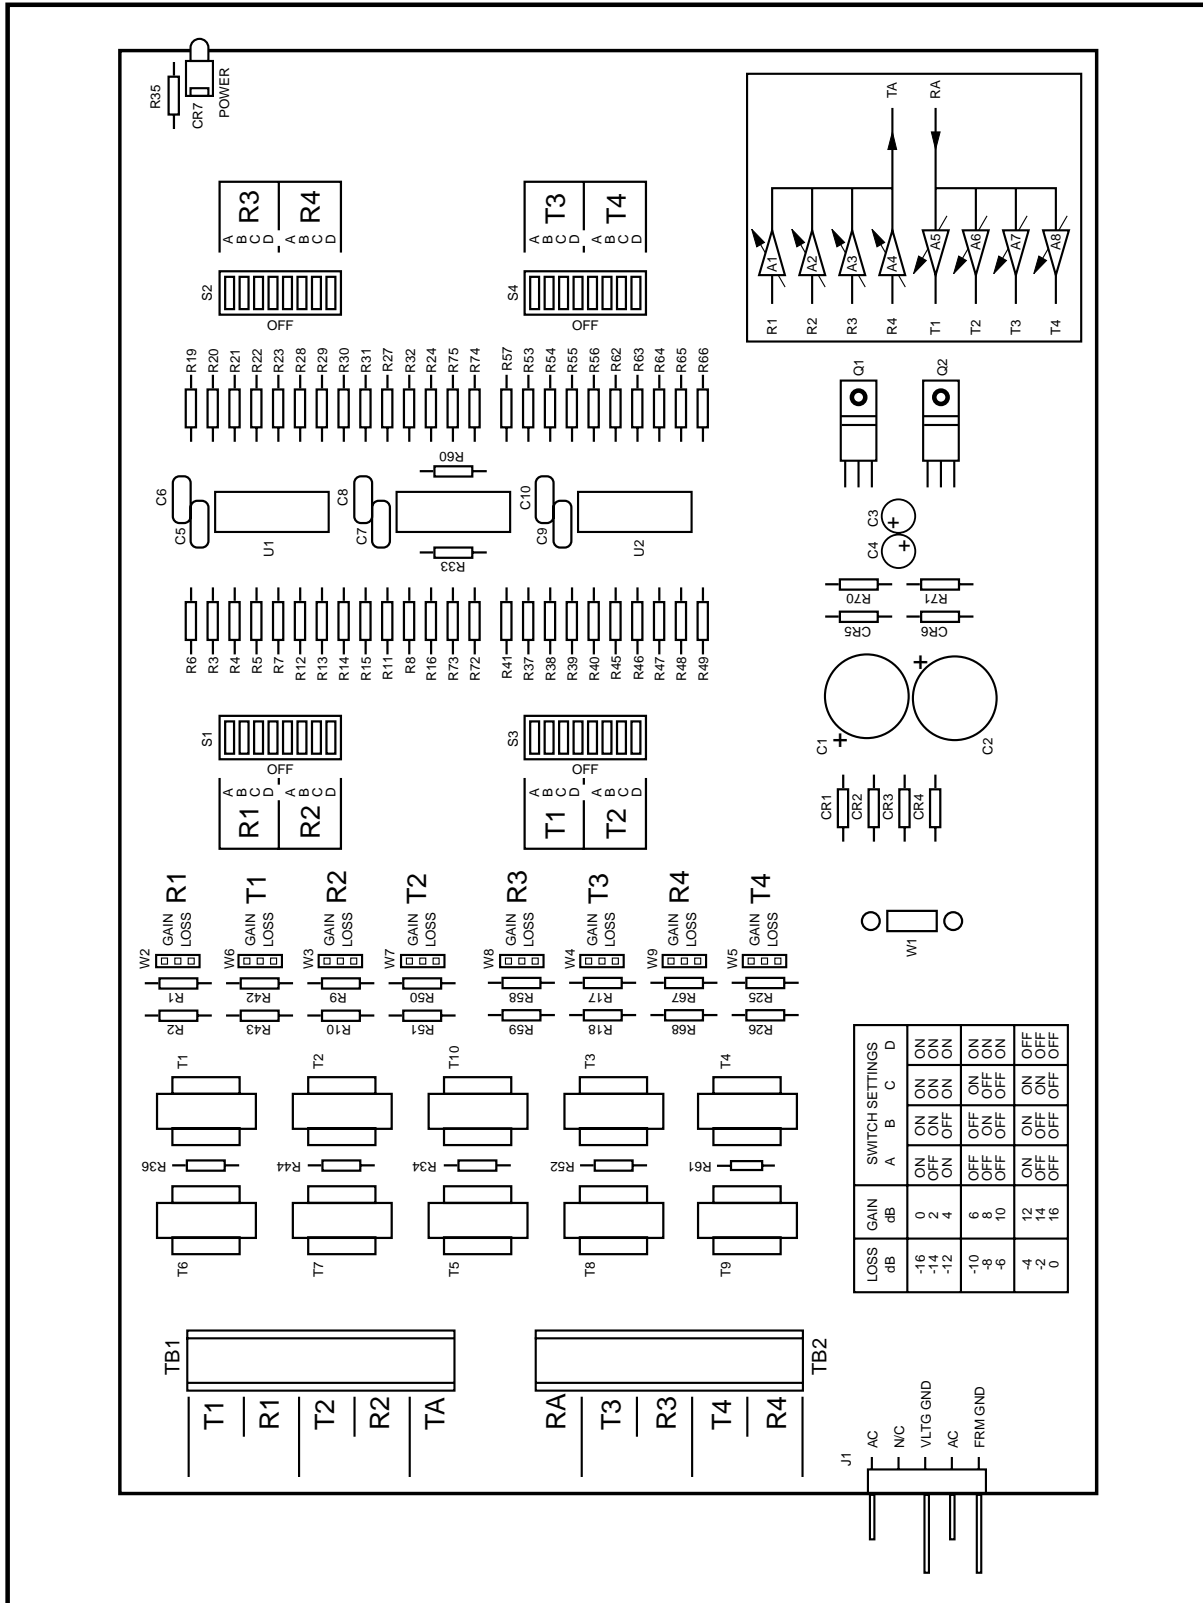 R35
CR7
POWER
R3
R4
A B C D A B C D
S2
OFF
T3
T4
A B C D A B C D
S4
OFF
TA
RA
A1
A2
A3
A4
A5
A6
A7
A8
R1
R2
R3
R4
T1
T2
T3
T4
R19
R20
R21
R22
R23
R28
R29
R30
R31
R27
R32
R24
R75
R74
R57
R53
R54
R55
R56
R62
R63
R64
R65
R66
Q1
Q2
R60
C6
C5
U1
C8
C7
R33
C10
C9
U2
C3
+
C4
+
R70
R71
CR5
CR6
R6
R3
R4
R5
R7
R12
R13
R14
R15
R11
R8
R16
R73
R72
R41
R37
R38
R39
R40
R45
R46
R47
R48
R49
C1
+
C2
+
S1
OFF
A B C D A B C D
R1
R2
S3
OFF
A B C D A B C D
T1
T2
CR1
CR2
CR3
CR4
R1
GAIN
LOSS
W2
T1
GAIN
LOSS
W6
R2
GAIN
LOSS
W3
T2
GAIN
LOSS
W7
R3
GAIN
LOSS
W8
T3
GAIN
LOSS
W4
R4
GAIN
LOSS
W9
T4
GAIN
LOSS
W5
W1
R1
R42
R9
R50
R58
R17
R67
R25
R2
R43
R10
R51
R59
R18
R68
R26
T1
T2
T10
T3
T4
R36
R44
R34
R52
R61
T6
T7
T5
T8
T9
LOSS GAIN SWITCH SETTINGS
dB dB A B C D
-16 0 ON ON ON ON
-14 2 OFF ON ON ON
-12 4 ON OFF ON ON
-10 6 OFF OFF ON ON
-8 8 OFF ON OFF ON
-6 10 OFF OFF OFF ON
-4 12 ON OFF ON OFF
-2 14 OFF OFF ON OFF
0 16 OFF OFF OFF OFF
TB1
T1
R1
T2
R2
TA
TB2
RA
T3
R3
T4
R4
J1
AC
N/C
VLTG GND
AC
FRM GND